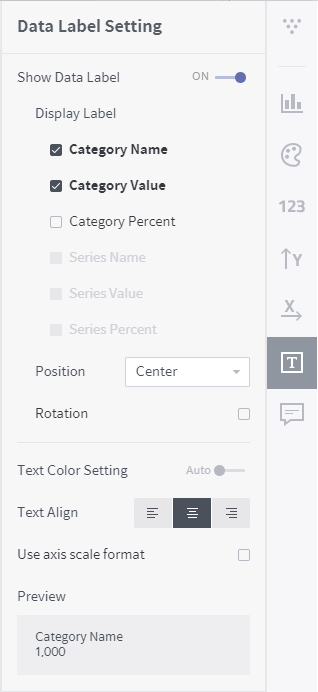 Data Label Setting
Show Data Label ON
Display Label
Category Name
Category Value
Category Percent
Series Name
Series Value
Series Percent
Position Center
Rotation
Text Color Setting Auto
Text Align
Use axis scale format
Preview
Category Name
1,000
123
Y
X
T